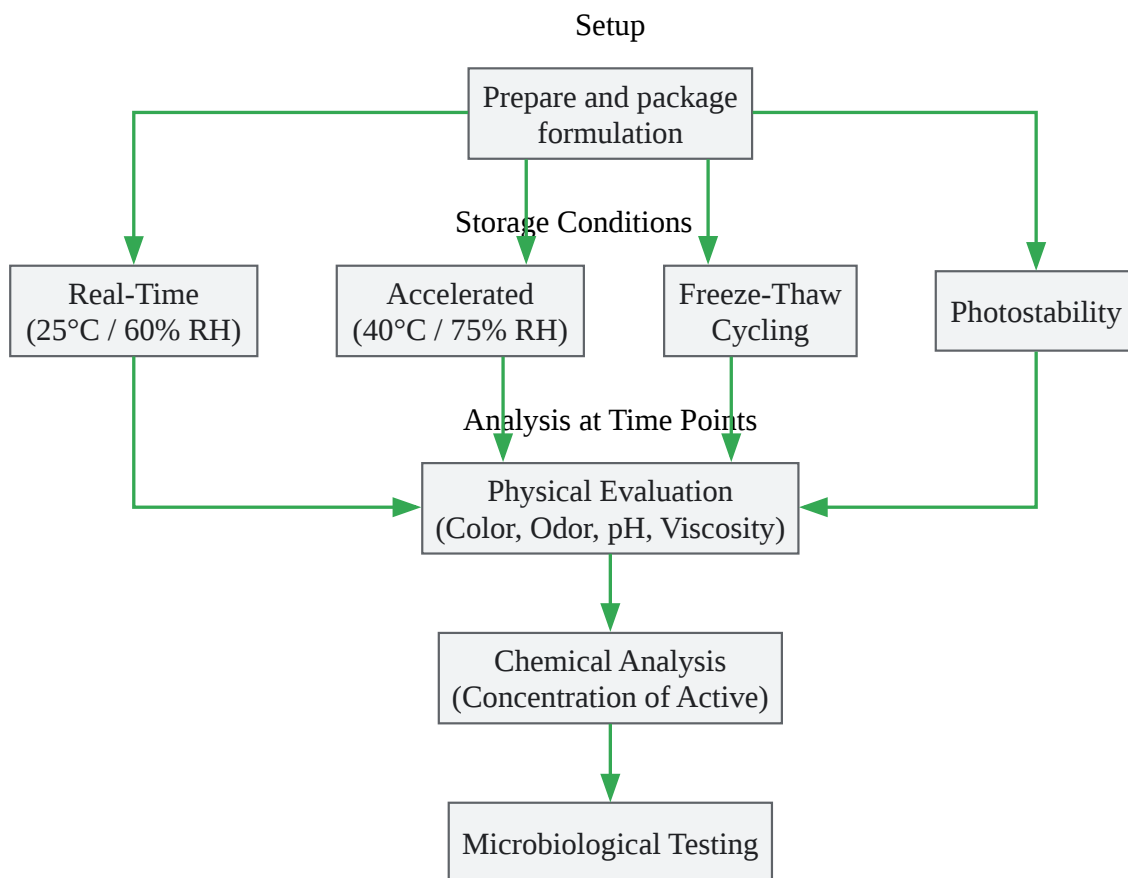 Setup
Prepare and package
formulation
Storage Conditions
Real-Time
(25°C / 60% RH)
Accelerated
(40°C / 75% RH)
Freeze-Thaw
Cycling
Photostability
Analysis at Time Points
Physical Evaluation
(Color, Odor, pH, Viscosity)
Chemical Analysis
(Concentration of Active)
Microbiological Testing